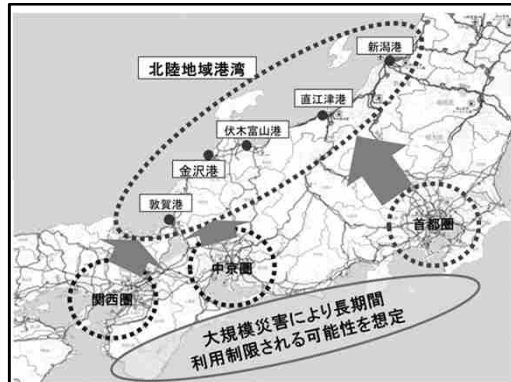 北陸地域港湾
新潟港
直江津港
伏木富山港
金沢港
敦賀港
首都圏
中京圏
関西圏
大規模災害により長期間
利用制限される可能性を想定